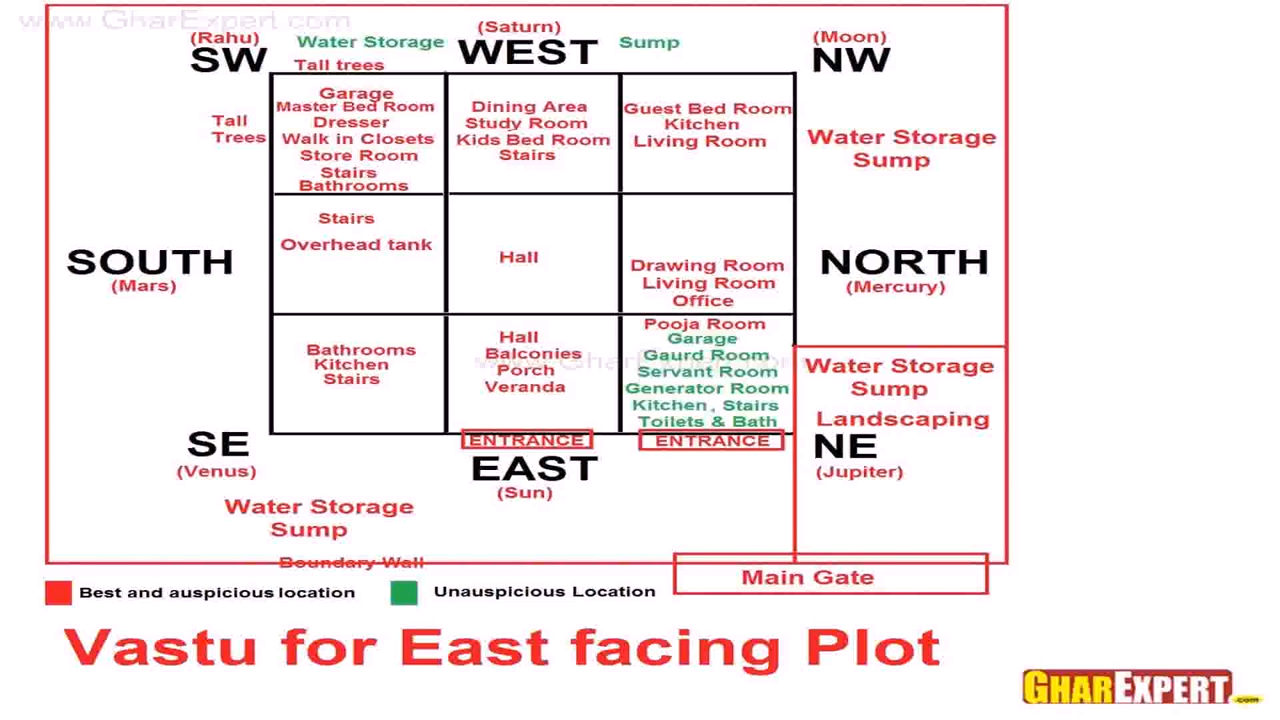 www.GharExpert.com
(Rahu)
SW
Water Storage
Tall trees
(Saturn)
WEST
Sump
(Moon)
NW
Tall
Trees
Garage
Master Bed Room
Dresser
Walk in Closets
Store Room
Stairs
Bathrooms
Dining Area
Study Room
Kids Bed Room
Stairs
Guest Bed Room
Kitchen
Living Room
Water Storage
Sump
SOUTH
(Mars)
Stairs
Overhead tank
Hall
Drawing Room
Living Room
Office
NORTH
(Mercury)
Bathrooms
Kitchen
Stairs
Hall
Balconies
Porch
Veranda
www.GharExpert.com
Pooja Room
Garage
Gaurd Room
Servant Room
Generator Room
Kitchen, Stairs
Toilets & Bath
Water Storage
Sump
Landscaping
NE
(Jupiter)
SE
(Venus)
ENTRANCE
ENTRANCE
EAST
(Sun)
Water Storage
Sump
Boundary Wall
Main Gate
Best and auspicious location
Unauspicious Location
Vastu for East facing Plot
GHAREXPERT.com